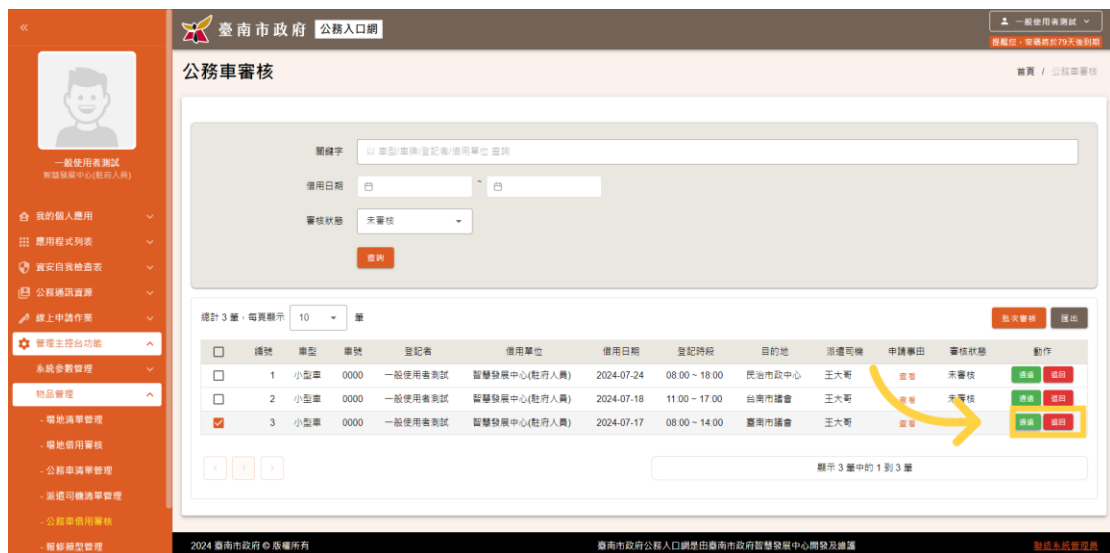 «
臺南市政府 公務入口網
一般使用者測試
提醒您,密碼將於79天後到期
公務車審核
首頁 / 公務車審核
一般使用者測試
智慧發展中心(駐府人員)
我的個人應用
應用程式列表
資安自我檢查表
公務通訊資源
線上申請作業
管理主控台功能
系統參數管理
物品管理
- 場地清單管理
- 場地借用審核
- 公務車清單管理
- 派遣司機清單管理
- 公務車借用審核
- 報修類型管理
關鍵字 以 車型/車牌/登記者/借用單位 查詢
借用日期 ~
審核狀態 未審核
查詢
總計 3 筆,每頁顯示 10 筆
批次審核 匯出
編號 車型 車號 登記者 借用單位 借用日期 登記時段 目的地 派遣司機 申請事由 審核狀態 動作
1 小型車 0000 一般使用者測試 智慧發展中心(駐府人員) 2024-07-24 08:00 ~ 18:00 民治市政中心 王大哥 查看 未審核 通過 退回
2 小型車 0000 一般使用者測試 智慧發展中心(駐府人員) 2024-07-18 11:00 ~ 17:00 台南市議會 王大哥 查看 未審核 通過 退回
3 小型車 0000 一般使用者測試 智慧發展中心(駐府人員) 2024-07-17 08:00 ~ 14:00 臺南市議會 王大哥 查看 通過 退回
‹ 1 ›
顯示 3 筆中的 1 到 3 筆
2024 臺南市政府 © 版權所有
臺南市政府公務入口網是由臺南市政府智慧發展中心開發及維護
聯絡系統管理員